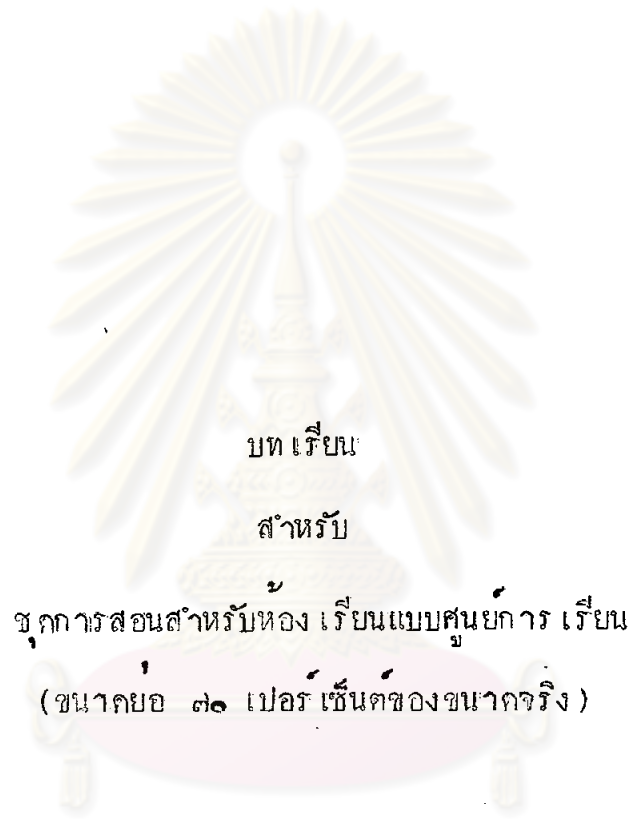 บทเรียน
สำหรับ
ชุดการสอนสำหรับห้องเรียนแบบศูนย์การเรียน
(ขนาดย่อ ๗๑ เปอร์เซ็นต์ของขนาดจริง)